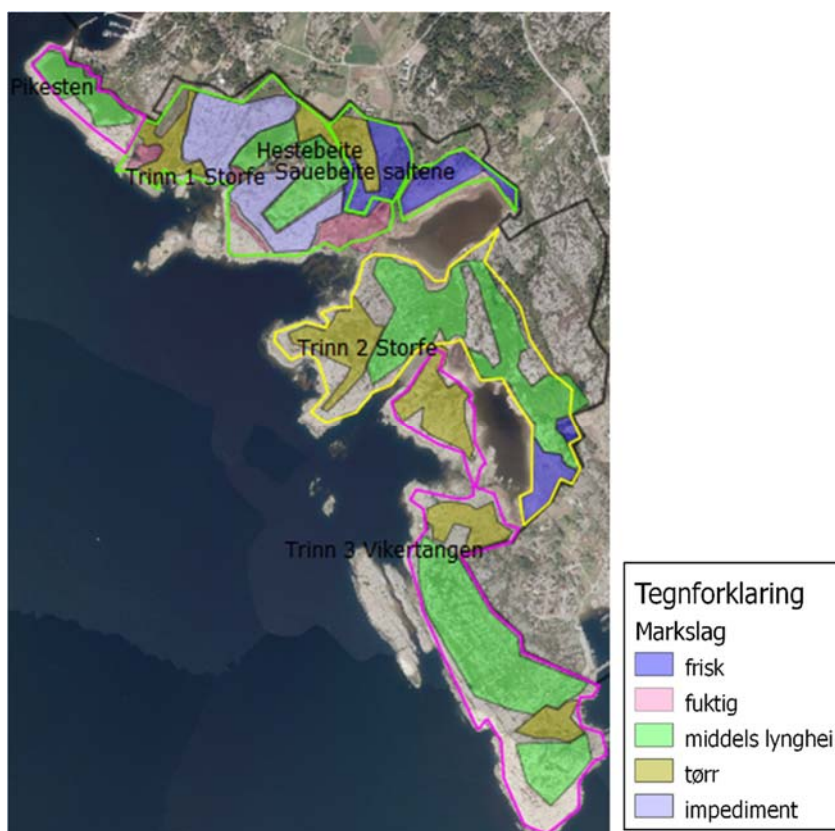 Pikesten
Hestebeite
Trinn 1 Storfe
Sauebeite saltene
Trinn 2 Storfe
Trinn 3 Vikertangen
Tegnforklaring
Markslag
frisk
fuktig
middels lynghei
tørr
impediment